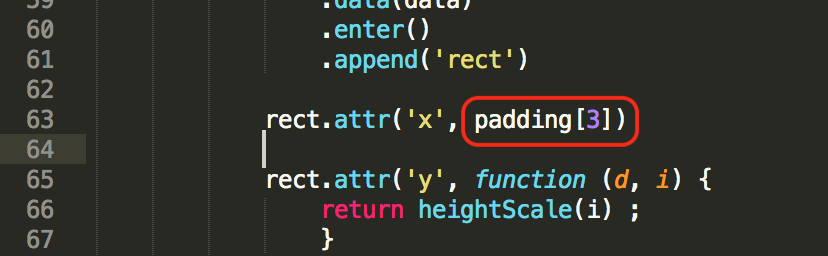 59 .data(data)
60 .enter()
61 .append('rect')
62
63 rect.attr('x', padding[3])
64
65 rect.attr('y', function (d, i) {
66 return heightScale(i) ;
67 }